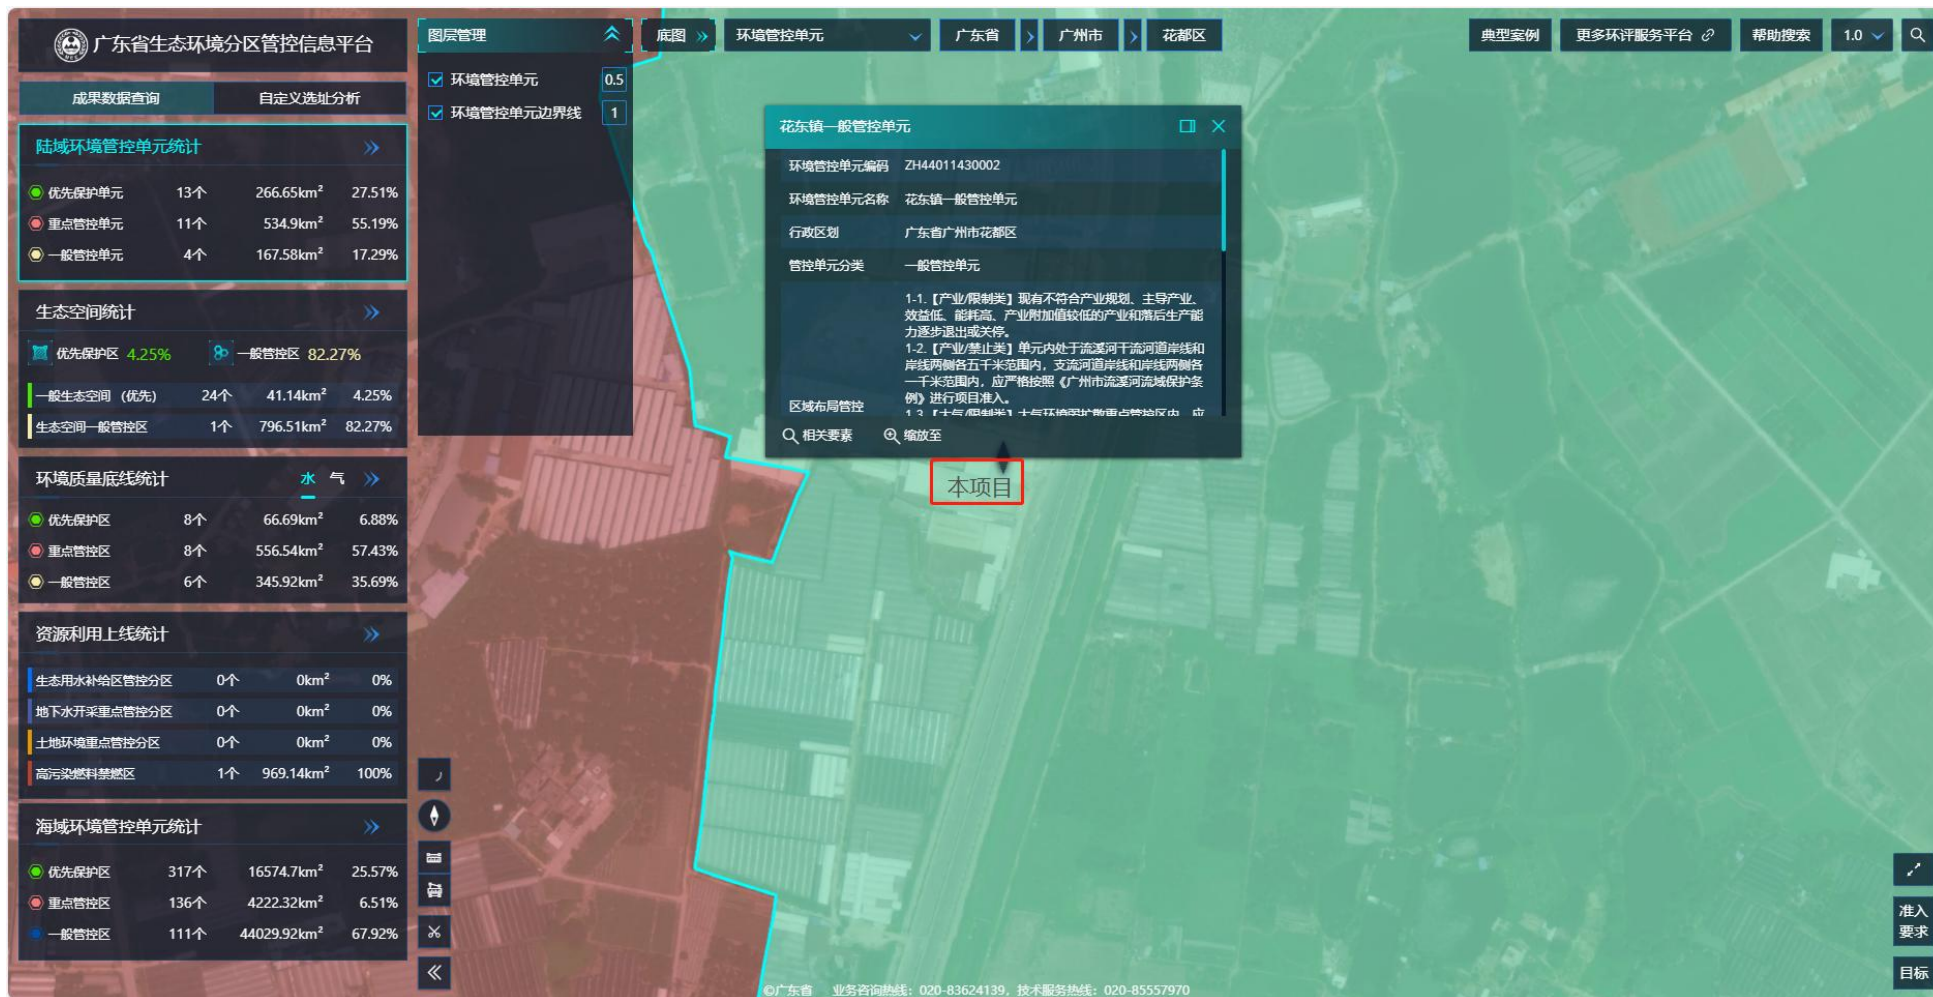 广东省生态环境分区管控信息平台
成果数据查询 自定义选址分析
陆域环境管控单元统计
优先保护单元 13个 266.65km² 27.51%
重点管控单元 11个 534.9km² 55.19%
一般管控单元 4个 167.58km² 17.29%
生态空间统计
优先保护区 4.25% 一般管控区 82.27%
一般生态空间（优先） 24个 41.14km² 4.25%
生态空间一般管控区 1个 796.51km² 82.27%
环境质量底线统计 水 气
优先保护区 8个 66.69km² 6.88%
重点管控区 8个 556.54km² 57.43%
一般管控区 6个 345.92km² 35.69%
资源利用上线统计
生态用水补给区管控分区 0个 0km² 0%
地下水开采重点管控分区 0个 0km² 0%
土地环境重点管控分区 0个 0km² 0%
高污染燃料禁燃区 1个 969.14km² 100%
海域环境管控单元统计
优先保护区 317个 16574.7km² 25.57%
重点管控区 136个 4222.32km² 6.51%
一般管控区 111个 44029.92km² 67.92%
图层管理
环境管控单元 0.5
环境管控单元边界线 1
底图 环境管控单元 广东省 广州市 花都区
典型案例 更多环评服务平台 帮助搜索 1.0
花东镇一般管控单元
环境管控单元编码 ZH44011430002
环境管控单元名称 花东镇一般管控单元
行政区划 广东省广州市花都区
管控单元分类 一般管控单元
1-1.【产业/限制类】现有不符合产业规划、主导产业、
效益低、能耗高、产业附加值较低的产业和落后生产能
力逐步退出或关停。
1-2.【产业/禁止类】单元内处于流溪河干流河道岸线和
岸线两侧各五千米范围内，支流河道岸线和岸线两侧各
一千米范围内，应严格按照《广州市流溪河流域保护条
例》进行项目准入。
区域布局管控
1-3.【大气/限制类】大气环境弱扩散重点管控区内，应
相关要素 缩放至
本项目
准入
要求
目标
©广东省 业务咨询热线：020-83624139，技术服务热线：020-85557970